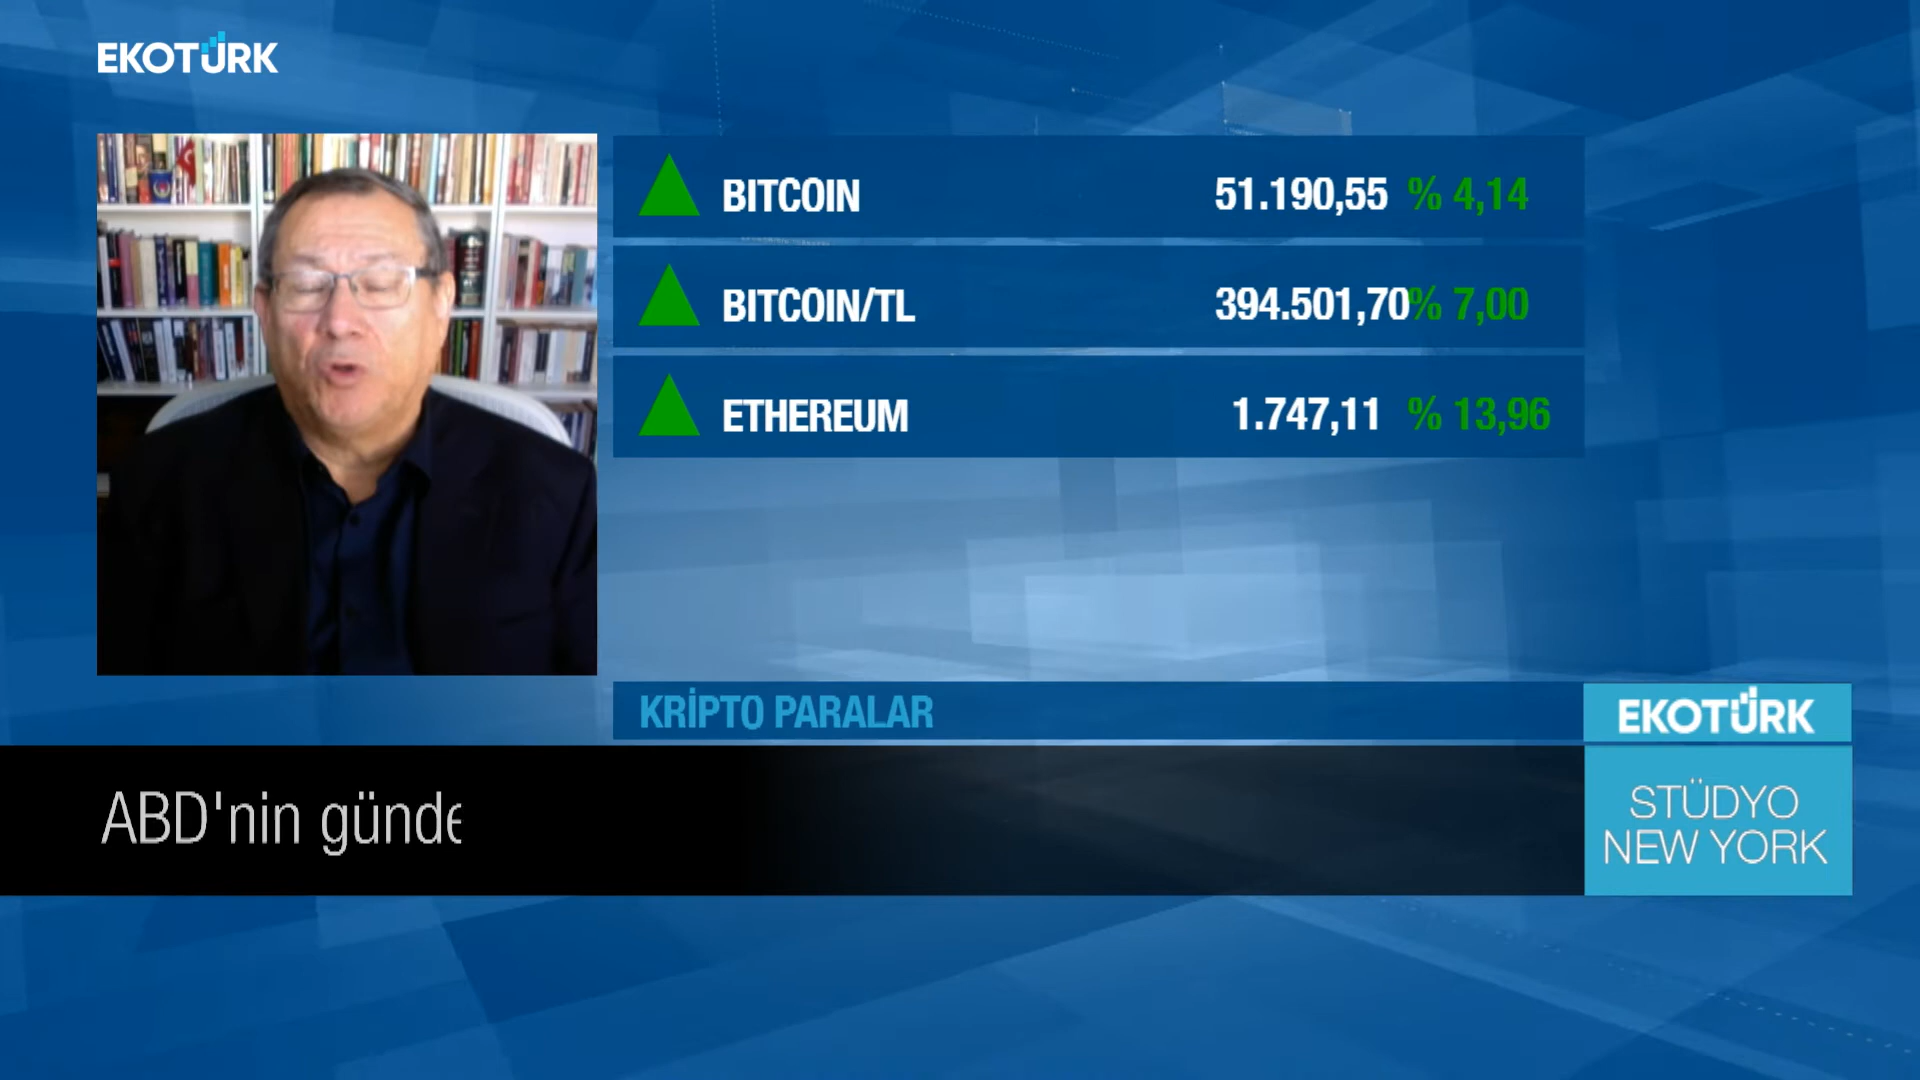 EKOTÜRK
BITCOIN 51.190,55 % 4,14
BITCOIN/TL 394.501,70 % 7,00
ETHEREUM 1.747,11 % 13,96
KRİPTO PARALAR
EKOTÜRK
ABD'nin günde
STÜDYO
NEW YORK